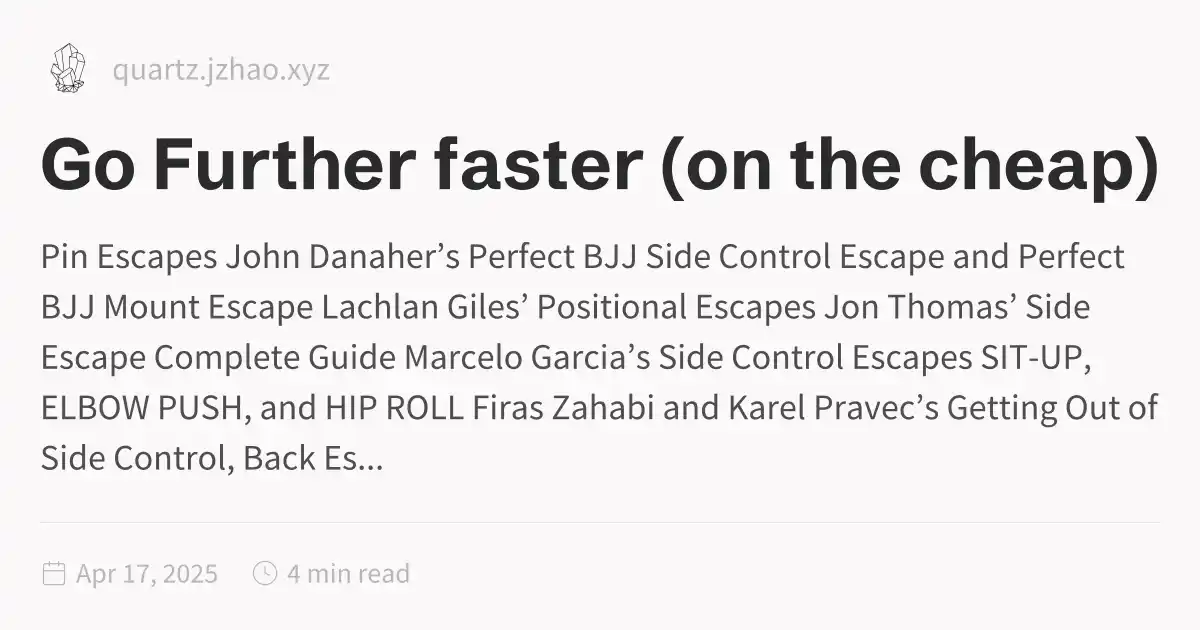 quartz.jzhao.xyz
Go Further faster (on the cheap)
Pin Escapes John Danaher’s Perfect BJJ Side Control Escape and Perfect
BJJ Mount Escape Lachlan Giles’ Positional Escapes Jon Thomas’ Side
Escape Complete Guide Marcelo Garcia’s Side Control Escapes SIT-UP,
ELBOW PUSH, and HIP ROLL Firas Zahabi and Karel Pravec’s Getting Out of
Side Control, Back Es...
Apr 17, 2025 4 min read